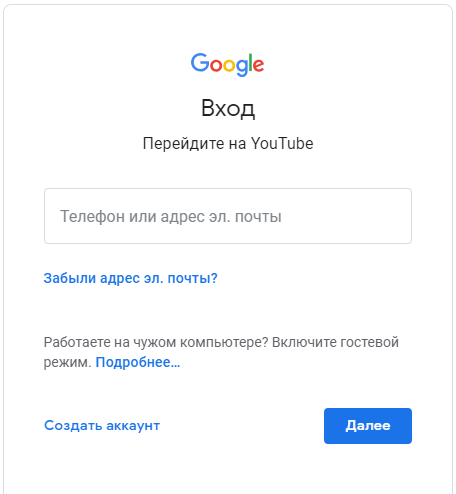 Google
Вход
Перейдите на YouTube
Телефон или адрес эл. почты
Забыли адрес эл. почты?
Работаете на чужом компьютере? Включите гостевой
режим. Подробнее…
Создать аккаунт
Далее